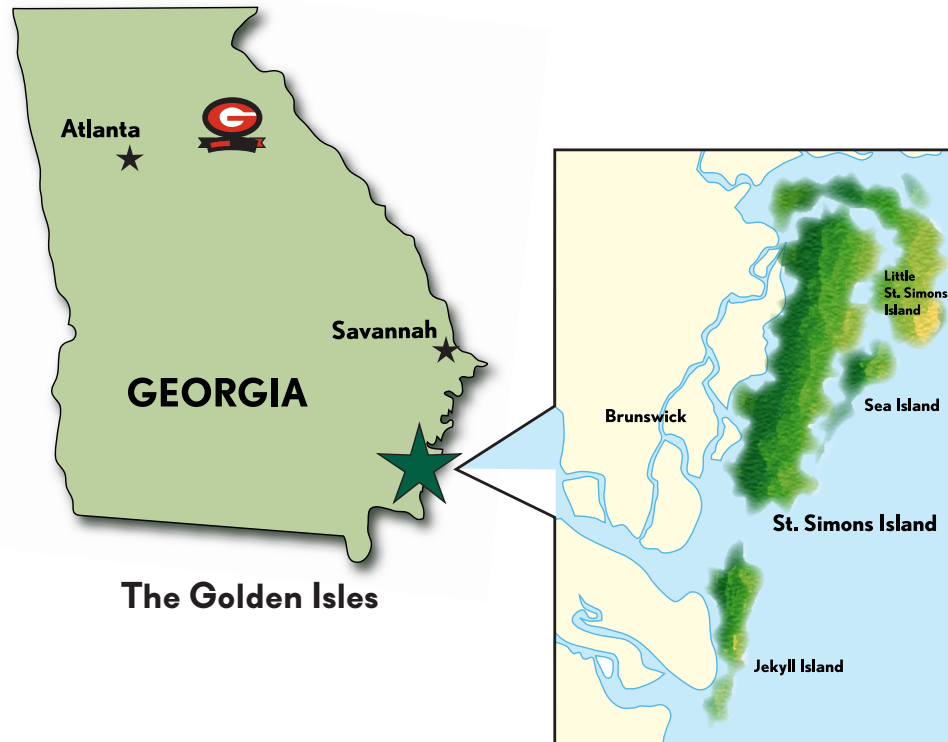 Atlanta
G
Savannah
GEORGIA
The Golden Isles
Little
St. Simons
Island
Sea Island
Brunswick
St. Simons Island
Jekyll Island